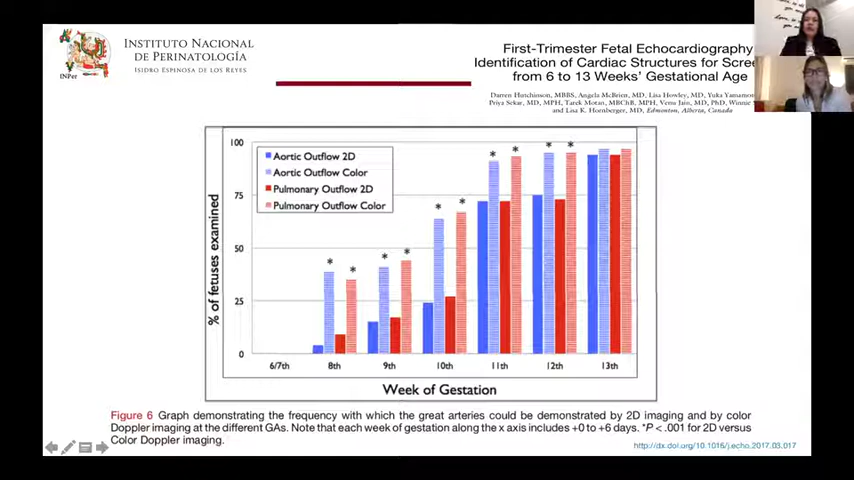 INSTITUTO NACIONAL
DE PERINATOLOGÍA
ISIDRO ESPINOSA DE LOS REYES
INPer
First-Trimester Fetal Echocardiography
Identification of Cardiac Structures for Scree
from 6 to 13 Weeks' Gestational Age
Darren Hutchinson, MBBS, Angela McBrien, MD, Lisa Howley, MD, Yuka Yamamo
Priya Sekar, MD, MPH, Tarek Motan, MBChB, MPH, Venu Jain, MD, PhD, Winnie
and Lisa K. Hornberger, MD, Edmonton, Alberta, Canada
% of fetuses examined
100
75
50
25
0
Aortic Outflow 2D
Aortic Outflow Color
Pulmonary Outflow 2D
Pulmonary Outflow Color
* * * * * * * * * *
6/7th 8th 9th 10th 11th 12th 13th
Week of Gestation
Figure 6 Graph demonstrating the frequency with which the great arteries could be demonstrated by 2D imaging and by color
Doppler imaging at the different GAs. Note that each week of gestation along the x axis includes +0 to +6 days. *P < .001 for 2D versus
Color Doppler imaging.
http://dx.doi.org/10.1016/j.echo.2017.03.017